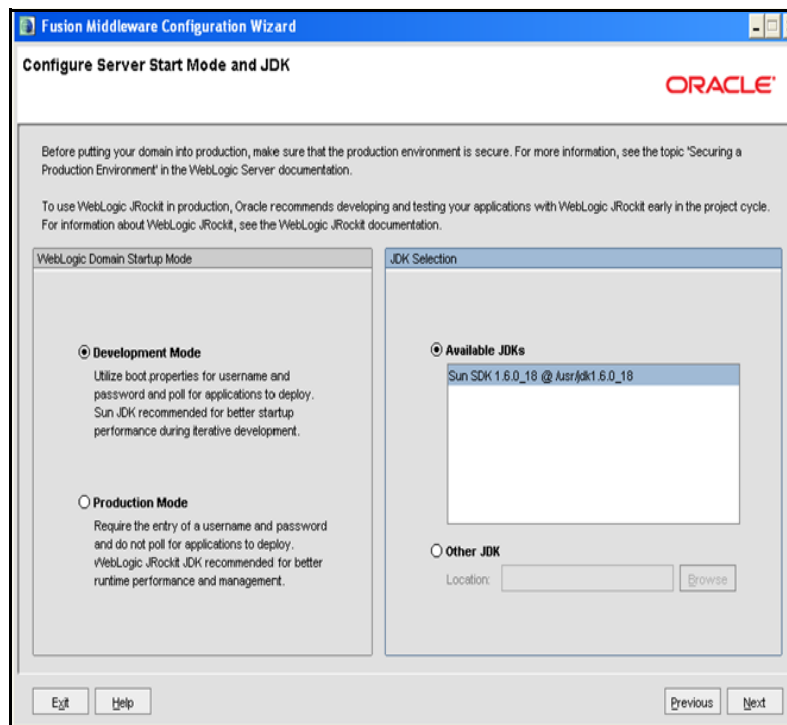 Fusion Middleware Configuration Wizard
Configure Server Start Mode and JDK
ORACLE
Before putting your domain into production, make sure that the production environment is secure. For more information, see the topic 'Securing a
Production Environment' in the WebLogic Server documentation.
To use WebLogic JRockit in production, Oracle recommends developing and testing your applications with WebLogic JRockit early in the project cycle.
For information about WebLogic JRockit, see the WebLogic JRockit documentation.
WebLogic Domain Startup Mode
Development Mode
Utilize boot.properties for username and
password and poll for applications to deploy.
Sun JDK recommended for better startup
performance during iterative development.
Production Mode
Require the entry of a username and password
and do not poll for applications to deploy.
WebLogic JRockit JDK recommended for better
runtime performance and management.
JDK Selection
Available JDKs
Sun SDK 1.6.0_18 @ /usr/jdk1.6.0_18
Other JDK
Location:
Browse
Exit
Help
Previous
Next